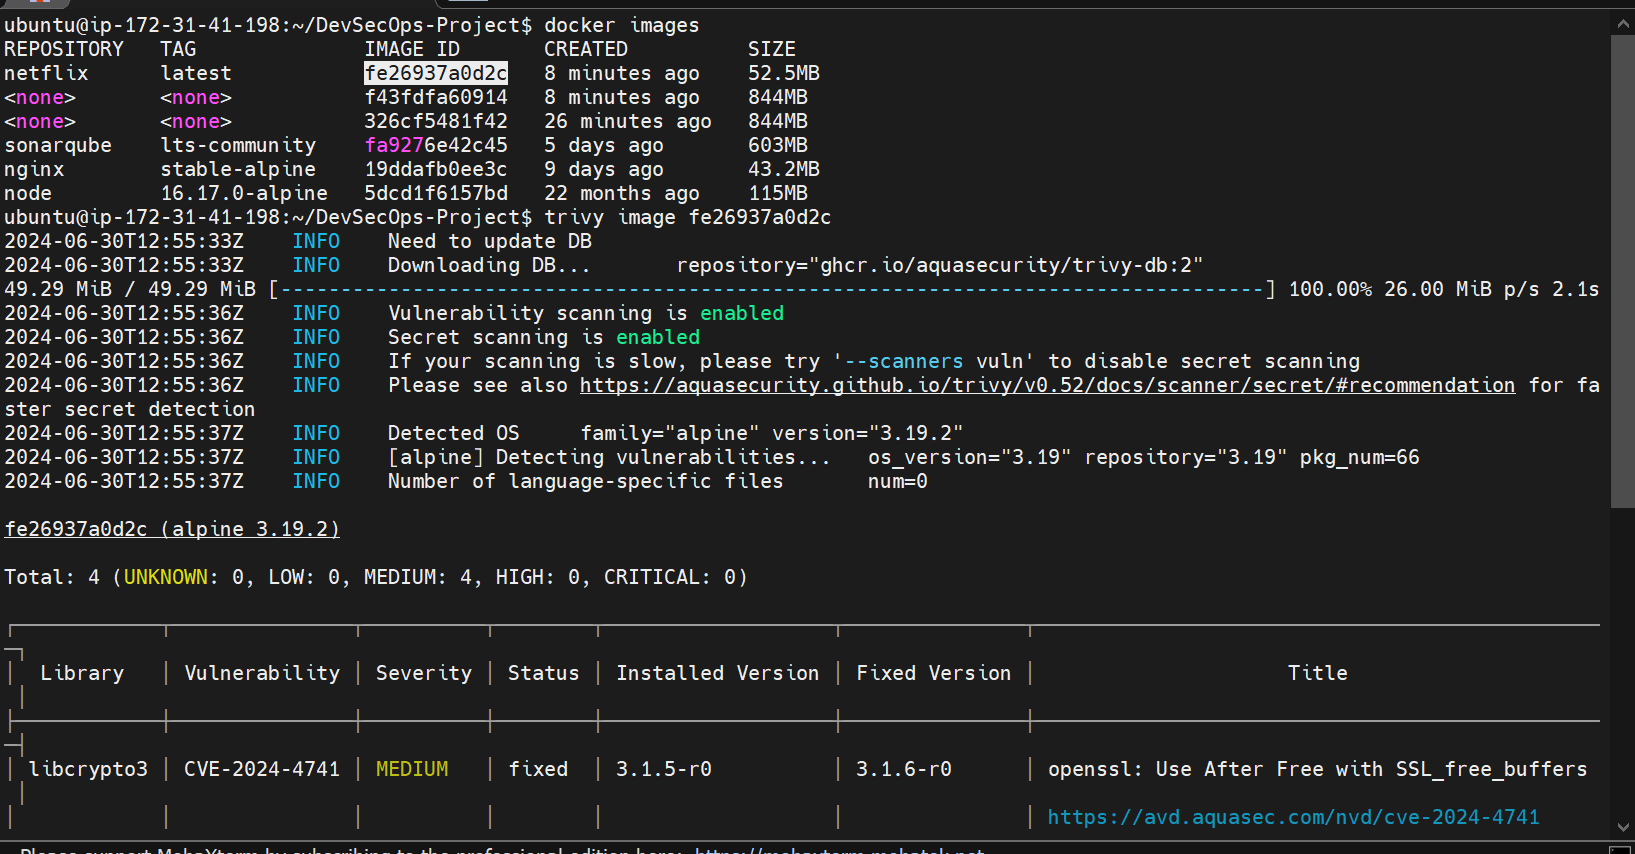 ubuntu@ip-172-31-41-198:~/DevSecOps-Project$ docker images
REPOSITORY   TAG              IMAGE ID       CREATED          SIZE
netflix      latest           fe26937a0d2c   8 minutes ago    52.5MB
<none>       <none>           f43fdfa60914   8 minutes ago    844MB
<none>       <none>           326cf5481f42   26 minutes ago   844MB
sonarqube    lts-community    fa9276e42c45   5 days ago       603MB
nginx        stable-alpine    19ddafb0ee3c   9 days ago       43.2MB
node         16.17.0-alpine   5dcd1f6157bd   22 months ago    115MB
ubuntu@ip-172-31-41-198:~/DevSecOps-Project$ trivy image fe26937a0d2c
2024-06-30T12:55:33Z    INFO    Need to update DB
2024-06-30T12:55:33Z    INFO    Downloading DB...       repository="ghcr.io/aquasecurity/trivy-db:2"
49.29 MiB / 49.29 MiB [----------------------------------------------------------------------------------] 100.00% 26.00 MiB p/s 2.1s
2024-06-30T12:55:36Z    INFO    Vulnerability scanning is enabled
2024-06-30T12:55:36Z    INFO    Secret scanning is enabled
2024-06-30T12:55:36Z    INFO    If your scanning is slow, please try '--scanners vuln' to disable secret scanning
2024-06-30T12:55:36Z    INFO    Please see also https://aquasecurity.github.io/trivy/v0.52/docs/scanner/secret/#recommendation for fa
ster secret detection
2024-06-30T12:55:37Z    INFO    Detected OS     family="alpine" version="3.19.2"
2024-06-30T12:55:37Z    INFO    [alpine] Detecting vulnerabilities...   os_version="3.19" repository="3.19" pkg_num=66
2024-06-30T12:55:37Z    INFO    Number of language-specific files       num=0
fe26937a0d2c (alpine 3.19.2)
Total: 4 (UNKNOWN: 0, LOW: 0, MEDIUM: 4, HIGH: 0, CRITICAL: 0)
Library │ Vulnerability │ Severity │ Status │ Installed Version │ Fixed Version │ Title
libcrypto3 │ CVE-2024-4741 │ MEDIUM │ fixed │ 3.1.5-r0 │ 3.1.6-r0 │ openssl: Use After Free with SSL_free_buffers
https://avd.aquasec.com/nvd/cve-2024-4741
Please support MobaXterm by subscribing to the professional edition here: https://mobaxterm.mobatek.net